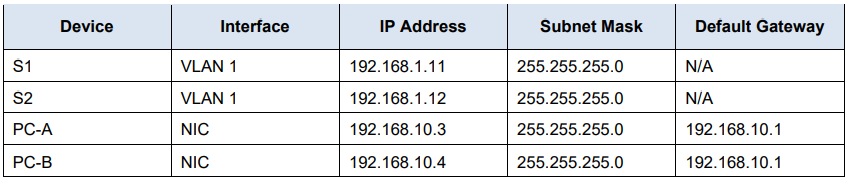 Device Interface IP Address Subnet Mask Default Gateway
S1 VLAN 1 192.168.1.11 255.255.255.0 N/A
S2 VLAN 1 192.168.1.12 255.255.255.0 N/A
PC-A NIC 192.168.10.3 255.255.255.0 192.168.10.1
PC-B NIC 192.168.10.4 255.255.255.0 192.168.10.1